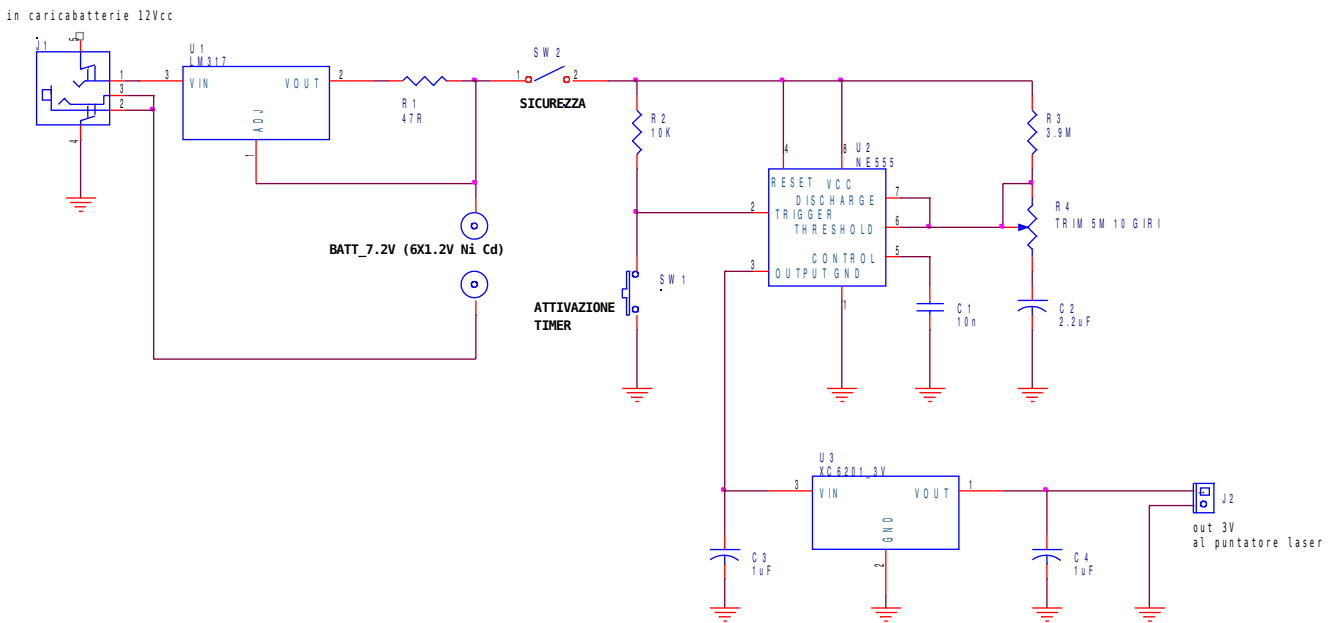 in caricabatterie 12Vcc
J1
5
1
3
2
4
U1
LM317
3
VIN
VOUT
2
ADJ
1
R1
47R
SW2
1
2
SICUREZZA
BATT_7.2V (6X1.2V Ni Cd)
R2
10K
ATTIVAZIONE
TIMER
SW1
4
8
U2
NE555
RESET
VCC
DISCHARGE
7
2
TRIGGER
THRESHOLD
6
CONTROL
5
3
OUTPUT
GND
1
R3
3.9M
R4
TRIM 5M 10 GIRI
C1
10n
C2
2.2uF
U3
XC6201_3V
3
VIN
VOUT
1
GND
2
C3
1uF
C4
1uF
J2
out 3V
al puntatore laser